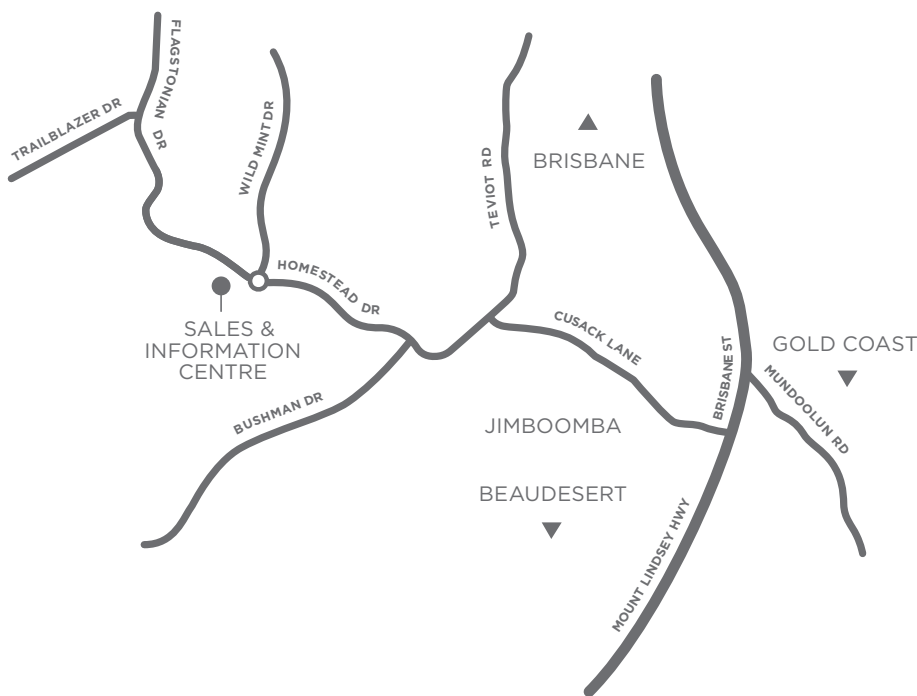 FLAGSTONIAN DR
TRAILBLAZER DR
WILD MINT DR
TEVIOT RD
BRISBANE
HOMESTEAD DR
SALES &
INFORMATION
CENTRE
CUSACK LANE
BRISBANE ST
GOLD COAST
MUNDOOLUN RD
BUSHMAN DR
JIMBOOMBA
BEAUDESERT
MOUNT LINDSEY HWY